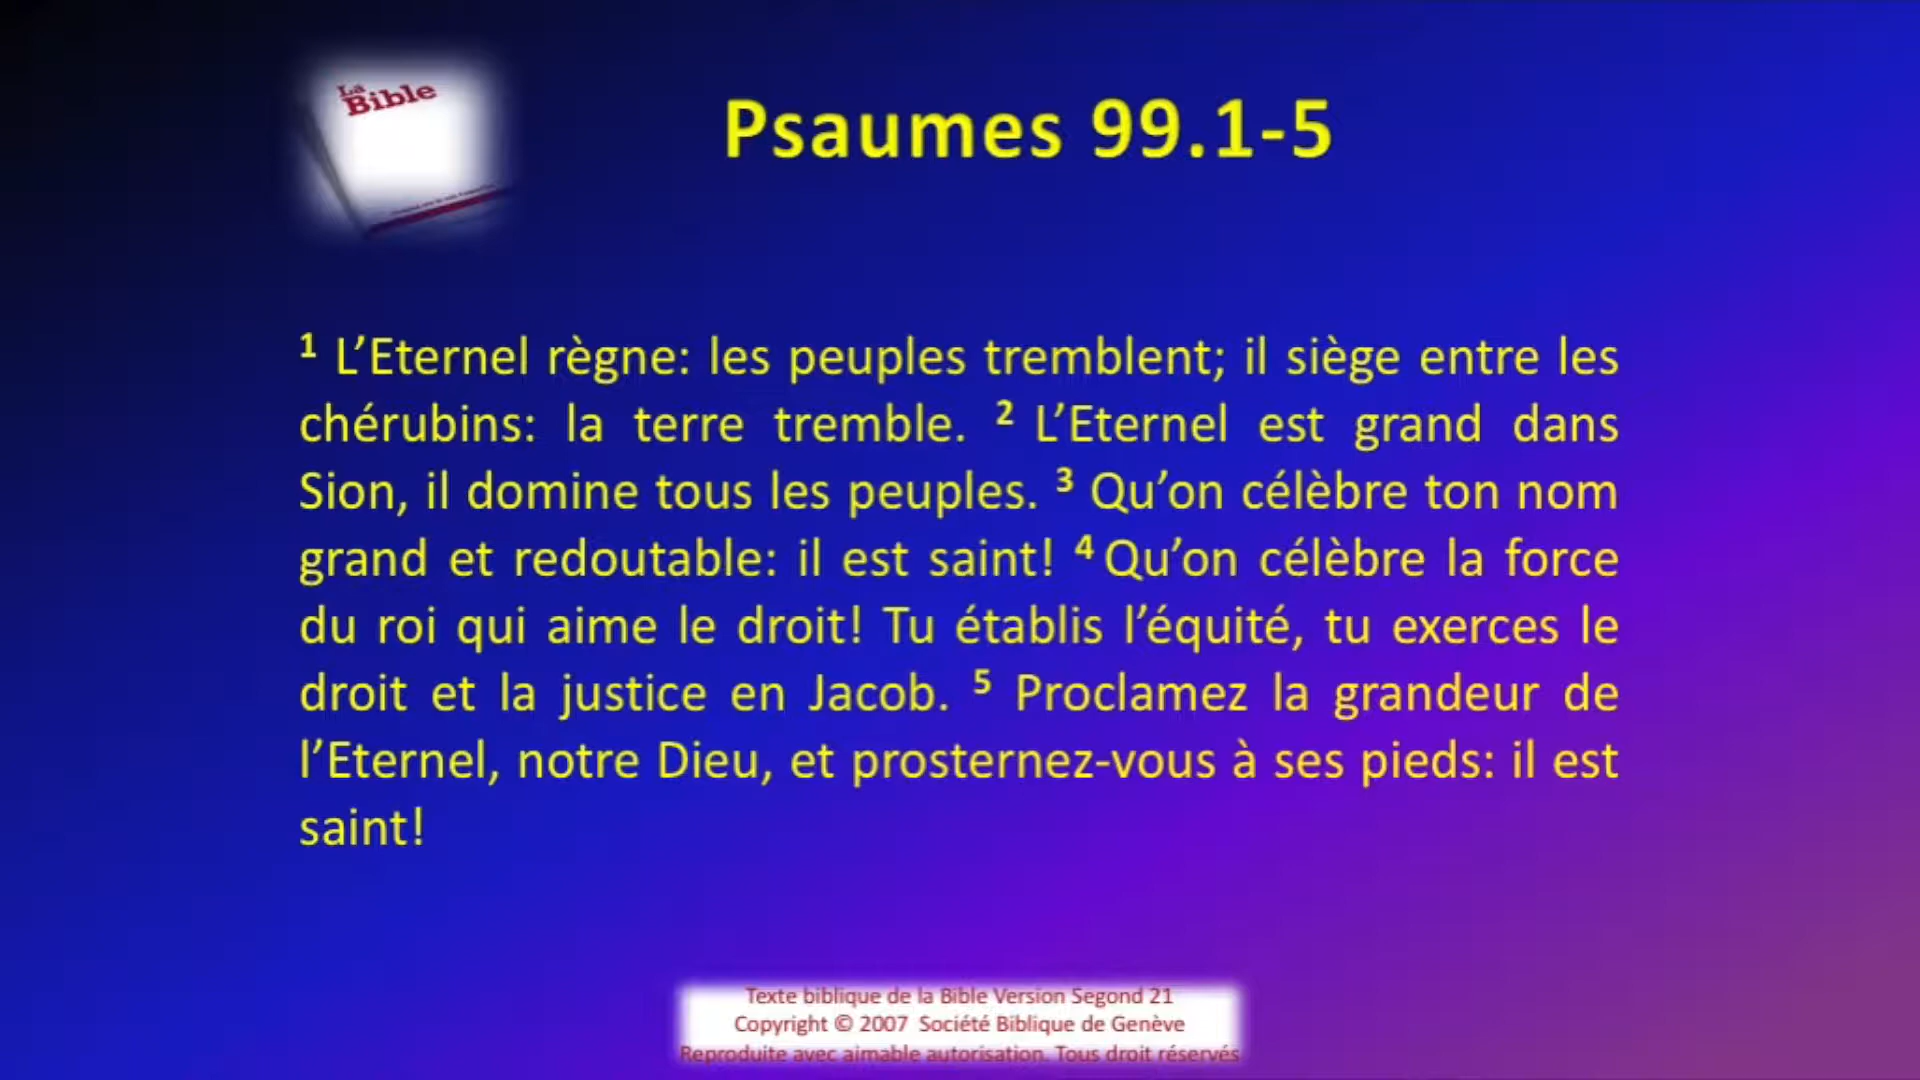 La
Bible
Psaumes 99.1-5
¹ L’Eternel règne: les peuples tremblent; il siège entre les
chérubins: la terre tremble. ² L’Eternel est grand dans
Sion, il domine tous les peuples. ³ Qu’on célèbre ton nom
grand et redoutable: il est saint! ⁴ Qu’on célèbre la force
du roi qui aime le droit! Tu établis l’équité, tu exerces le
droit et la justice en Jacob. ⁵ Proclamez la grandeur de
l’Eternel, notre Dieu, et prosternez-vous à ses pieds: il est
saint!
Texte biblique de la Bible Version Segond 21
Copyright © 2007 Société Biblique de Genève
Reproduite avec aimable autorisation. Tous droit réservés